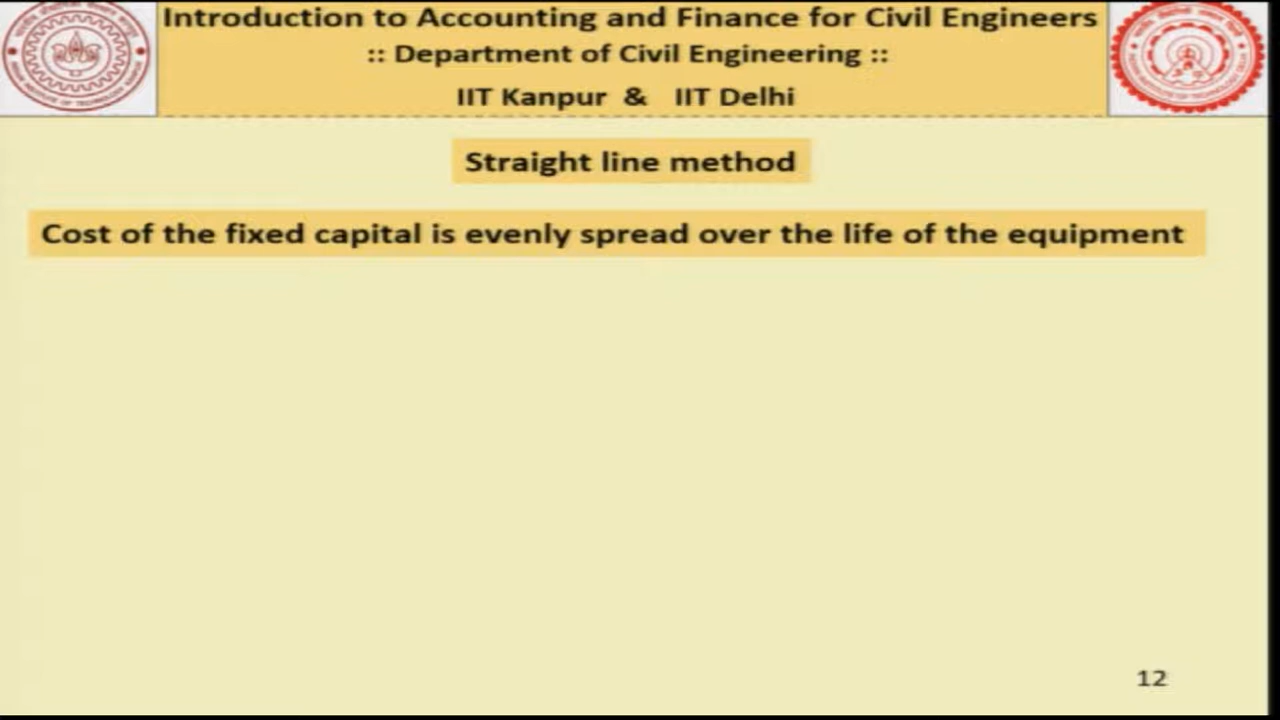 Introduction to Accounting and Finance for Civil Engineers
:: Department of Civil Engineering ::
IIT Kanpur & IIT Delhi
Straight line method
Cost of the fixed capital is evenly spread over the life of the equipment
12